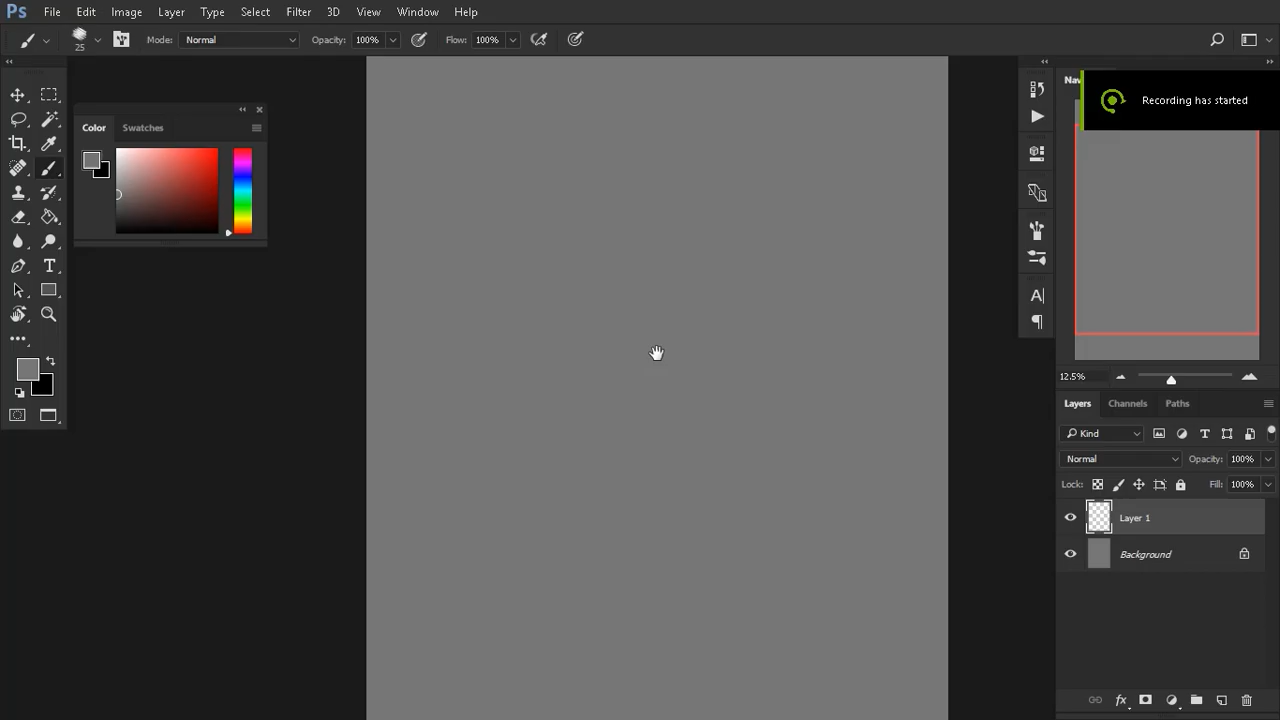 Ps File Edit Image Layer Type Select Filter 3D View Window Help
25 Mode: Normal Opacity: 100% Flow: 100%
Color Swatches
Recording has started
12.5%
Layers Channels Paths
Kind
Normal Opacity: 100%
Lock: Fill: 100%
Layer 1
Background